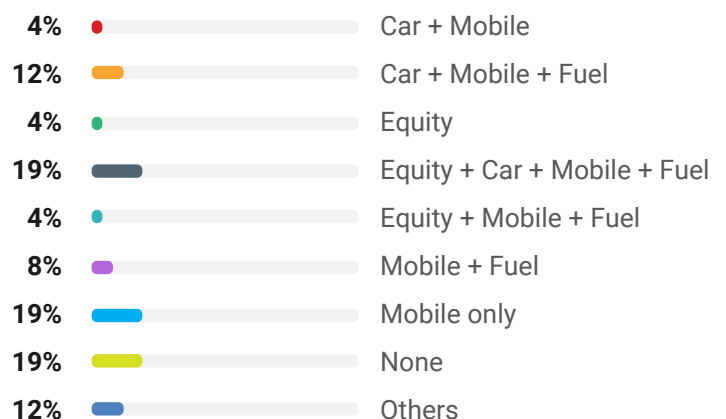 4% Car + Mobile
12% Car + Mobile + Fuel
4% Equity
19% Equity + Car + Mobile + Fuel
4% Equity + Mobile + Fuel
8% Mobile + Fuel
19% Mobile only
19% None
12% Others